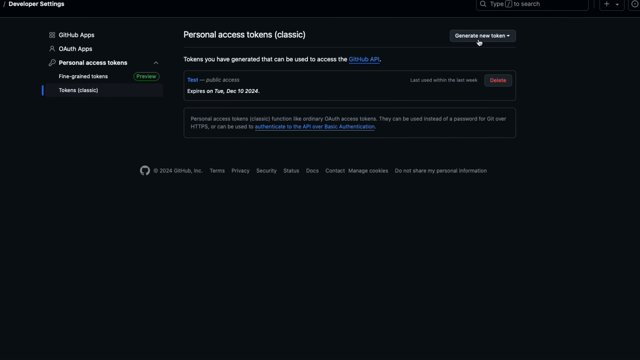 / Developer Settings
Type / to search
GitHub Apps
OAuth Apps
Personal access tokens
Fine-grained tokens
Preview
Tokens (classic)
Personal access tokens (classic)
Generate new token
Tokens you have generated that can be used to access the GitHub API.
Test — public access
Last used within the last week
Delete
Expires on Tue, Dec 10 2024.
Personal access tokens (classic) function like ordinary OAuth access tokens. They can be used instead of a password for Git over
HTTPS, or can be used to authenticate to the API over Basic Authentication.
© 2024 GitHub, Inc. Terms Privacy Security Status Docs Contact Manage cookies Do not share my personal information